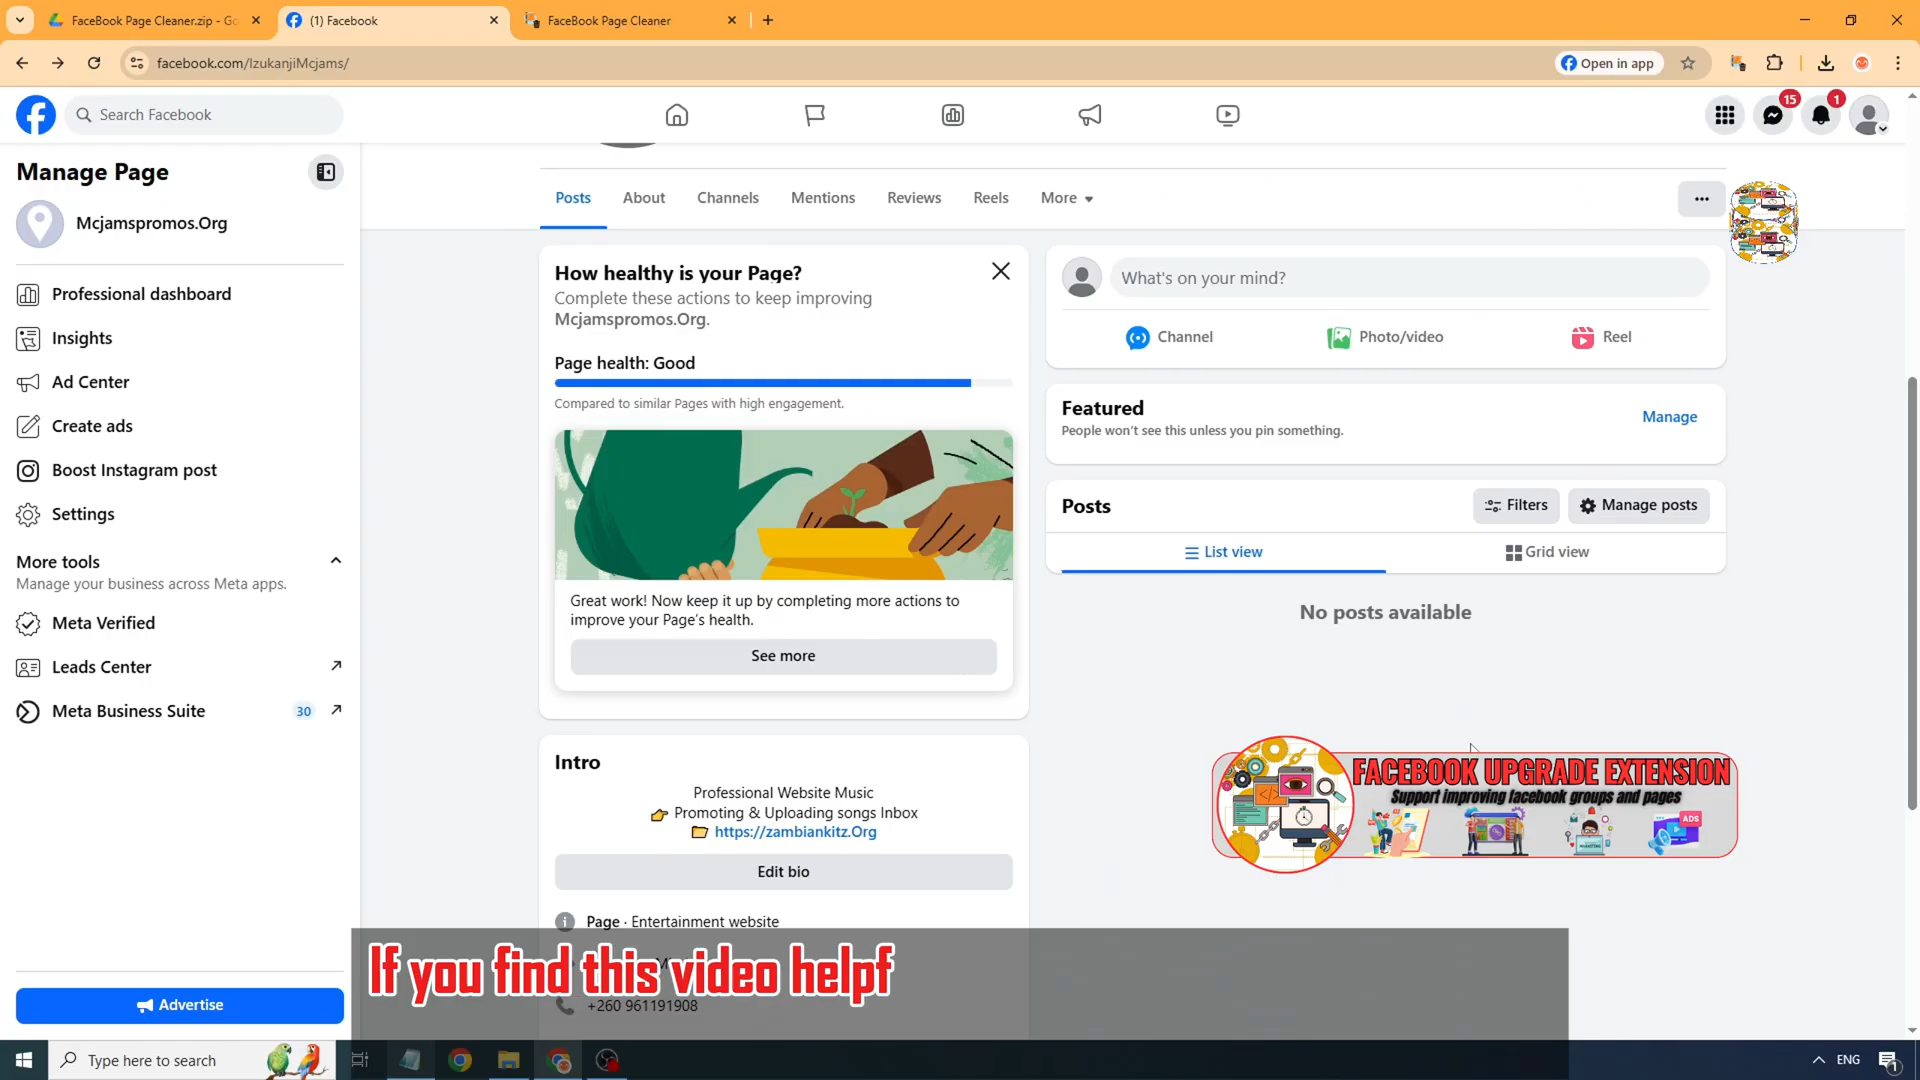 FaceBook Page Cleaner.zip - Go
(1) Facebook
FaceBook Page Cleaner
facebook.com/IzukanjiMcjams/
Open in app
Search Facebook
15
1
Manage Page
Mcjamspromos.Org
Professional dashboard
Insights
Ad Center
Create ads
Boost Instagram post
Settings
More tools
Manage your business across Meta apps.
Meta Verified
Leads Center
Meta Business Suite 30
Advertise
Posts About Channels Mentions Reviews Reels More
How healthy is your Page?
Complete these actions to keep improving
Mcjamspromos.Org.
Page health: Good
Compared to similar Pages with high engagement.
Great work! Now keep it up by completing more actions to
improve your Page's health.
See more
Intro
Professional Website Music
Promoting & Uploading songs Inbox
https://zambiankitz.Org
Edit bio
Page · Entertainment website
+260 961191908
What's on your mind?
Channel Photo/video Reel
Featured
People won't see this unless you pin something.
Manage
Posts
Filters
Manage posts
List view
Grid view
No posts available
FACEBOOK UPGRADE EXTENSION
Support improving facebook groups and pages
ADS
If you find this video helpf
Type here to search
ENG
1